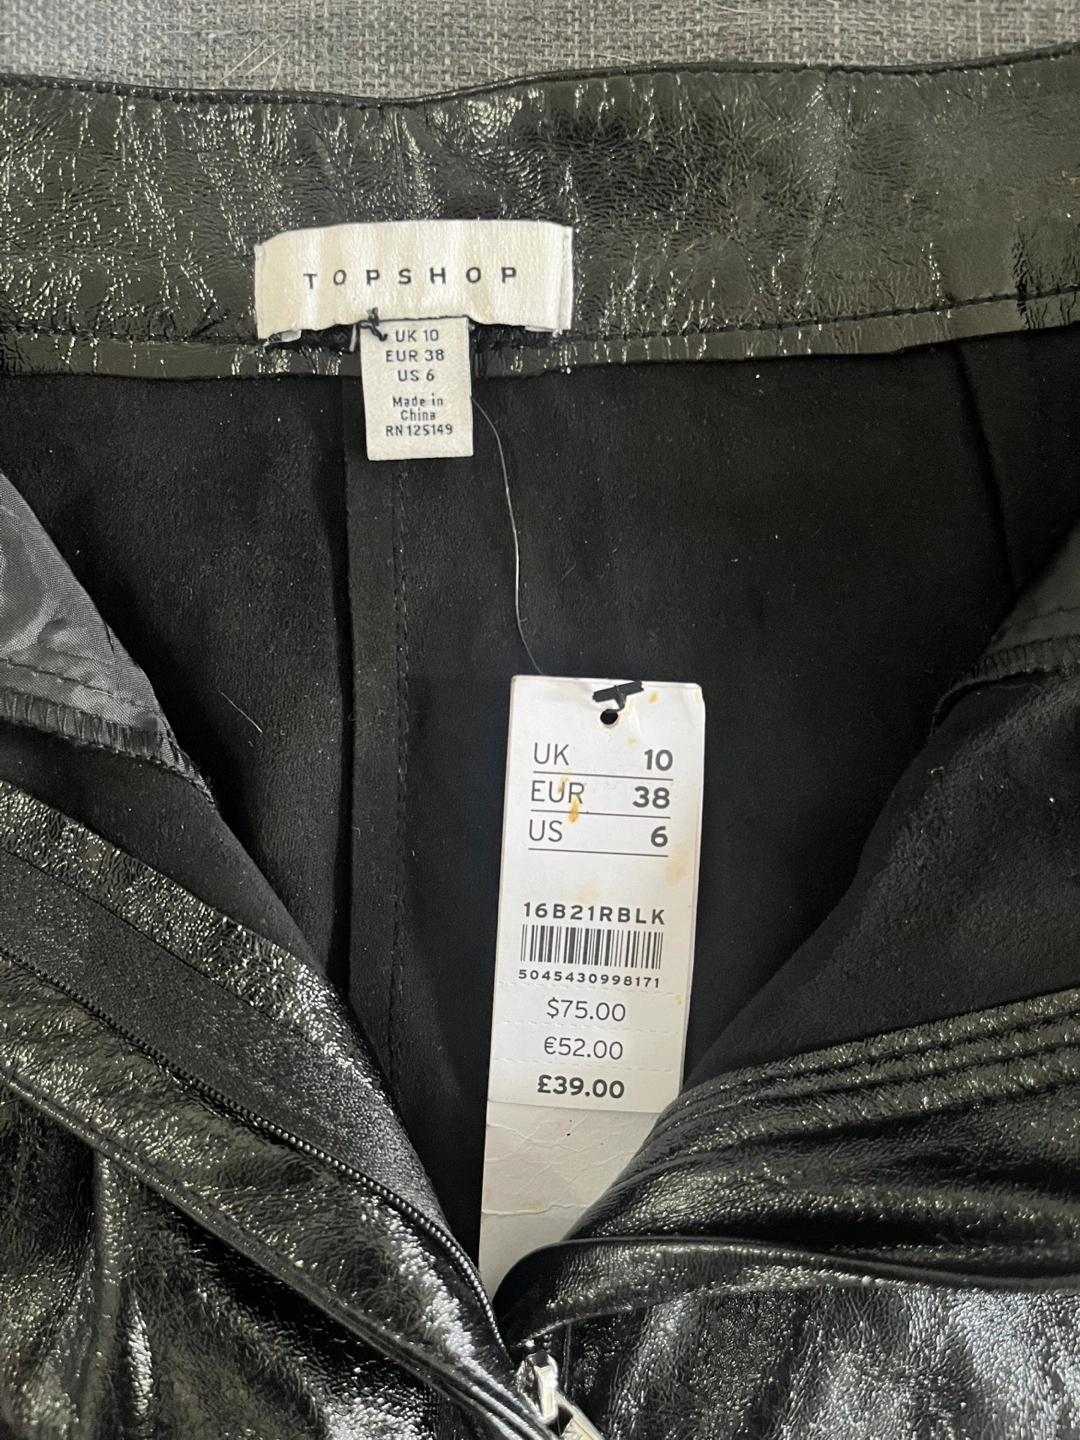 TOPSHOP
UK 10
EUR 38
US 6
Made in
China
RN 125149
UK 10
EUR 38
US 6
16B21RBLK
5045430998171
$75.00
€52.00
£39.00